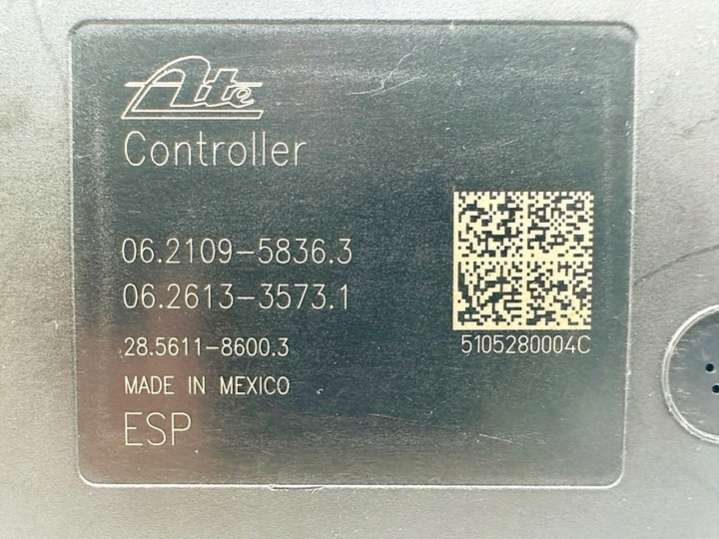 Ate
Controller
06.2109-5836.3
06.2613-3573.1
28.5611-8600.3
5105280004C
MADE IN MEXICO
ESP